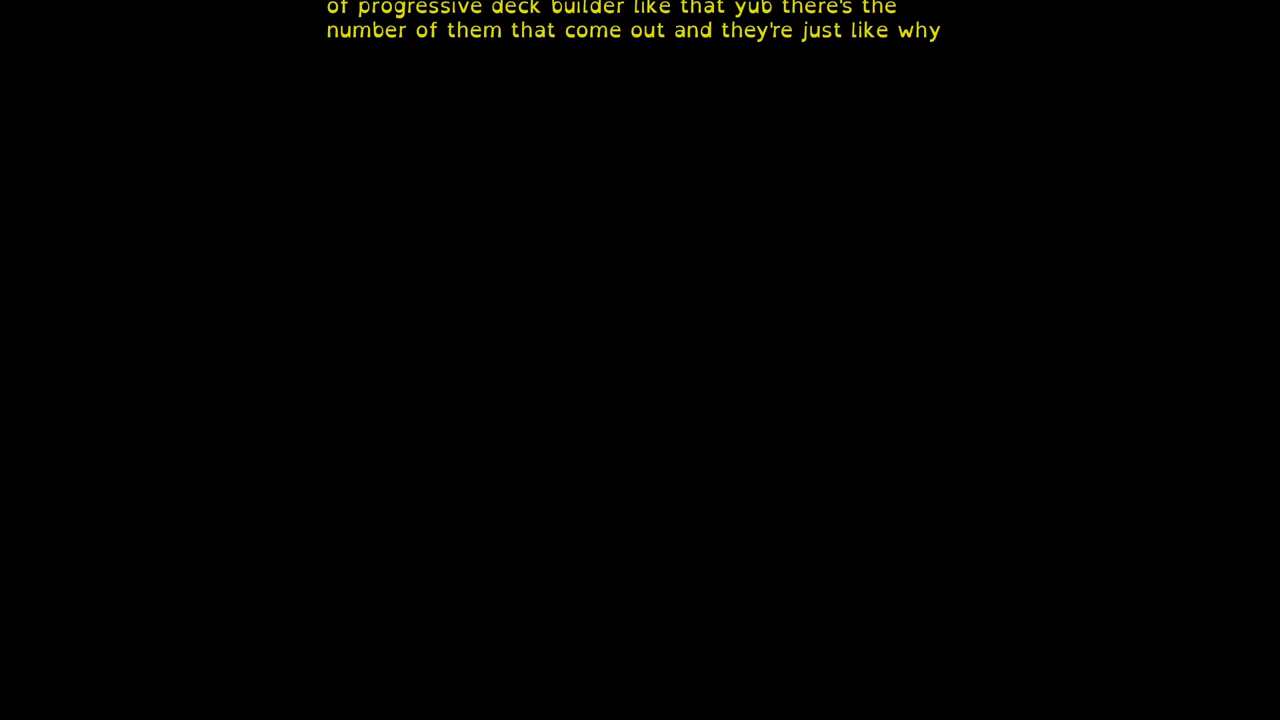 of progressive deck builder like that yub there's the
number of them that come out and they're just like why